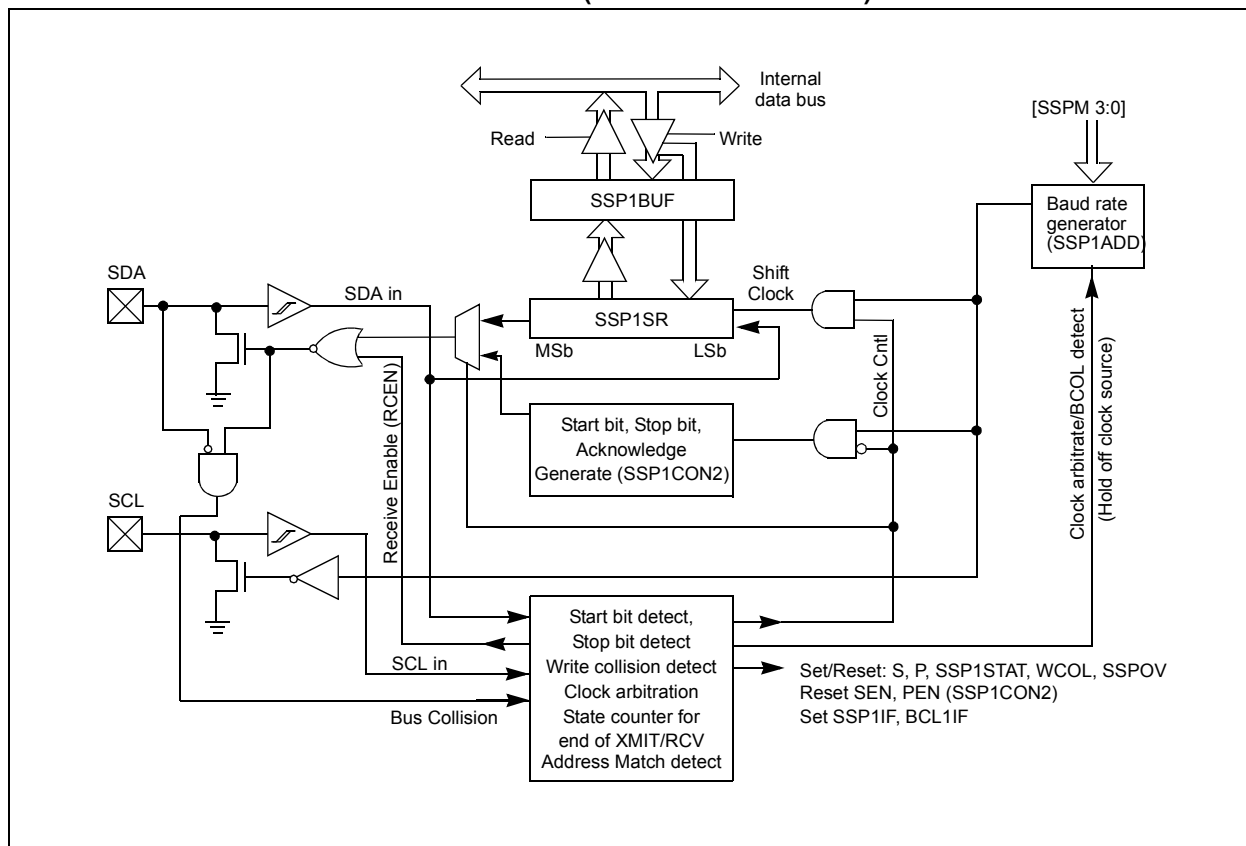 Internal
data bus
[SSPM 3:0]
Read
Write
SSP1BUF
Baud rate
generator
(SSP1ADD)
SDA
SDA in
Shift
Clock
SSP1SR
MSb
LSb
Receive Enable (RCEN)
Clock Cntl
Start bit, Stop bit,
Acknowledge
Generate (SSP1CON2)
Clock arbitrate/BCOL detect
(Hold off clock source)
SCL
SCL in
Bus Collision
Start bit detect,
Stop bit detect
Write collision detect
Clock arbitration
State counter for
end of XMIT/RCV
Address Match detect
Set/Reset: S, P, SSP1STAT, WCOL, SSPOV
Reset SEN, PEN (SSP1CON2)
Set SSP1IF, BCL1IF